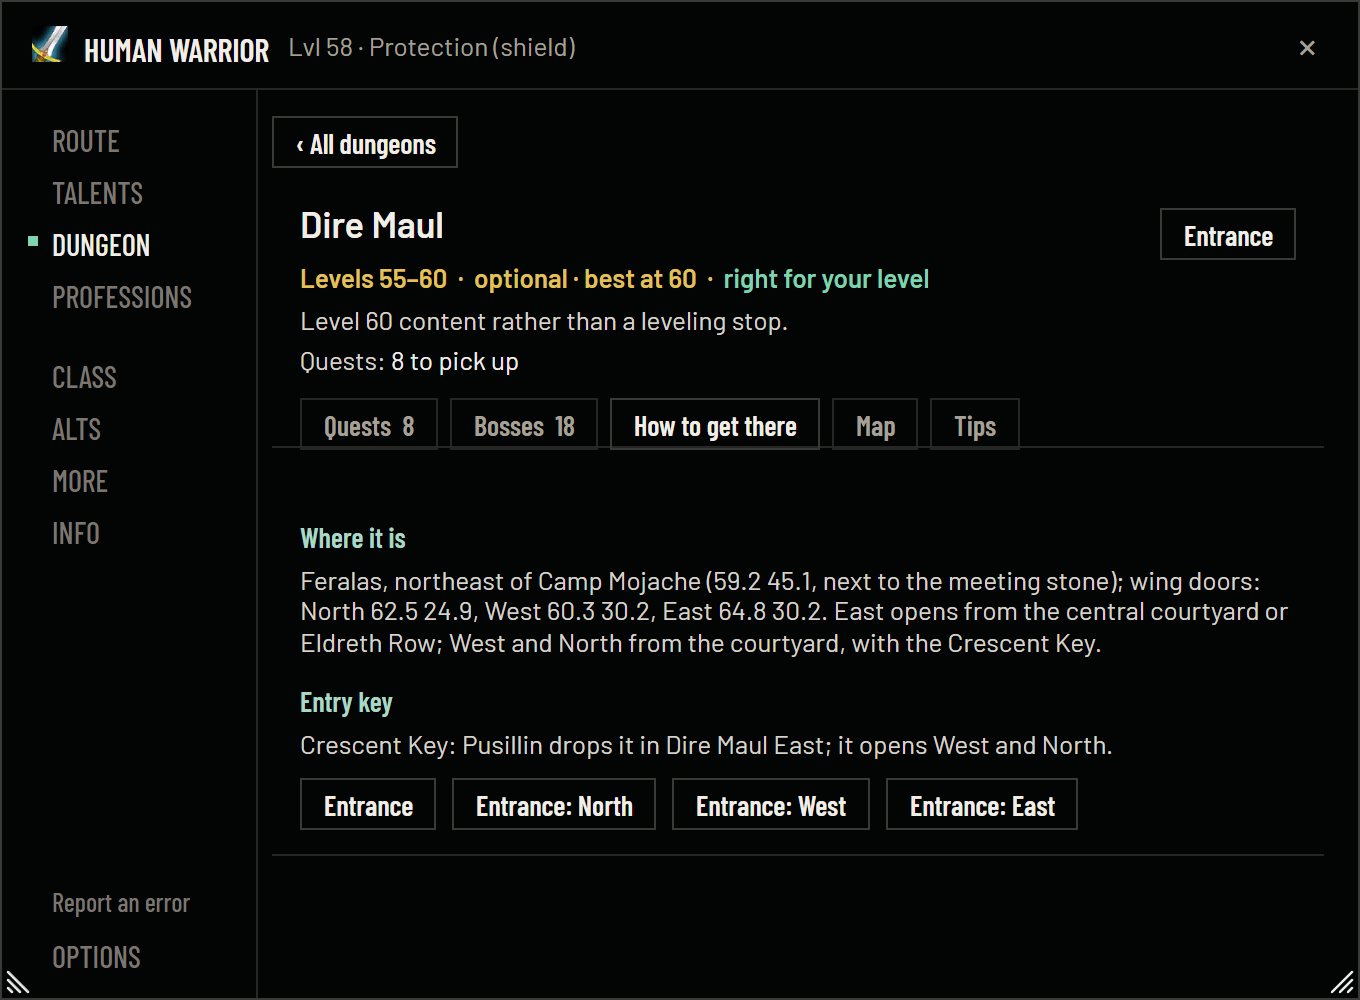 HUMAN WARRIOR Lvl 58 · Protection (shield) ✕
ROUTE
TALENTS
DUNGEON
PROFESSIONS
CLASS
ALTS
MORE
INFO
Report an error
OPTIONS
‹ All dungeons
Dire Maul
Entrance
Levels 55–60 · optional · best at 60 · right for your level
Level 60 content rather than a leveling stop.
Quests: 8 to pick up
Quests 8 Bosses 18 How to get there Map Tips
Where it is
Feralas, northeast of Camp Mojache (59.2 45.1, next to the meeting stone); wing doors:
North 62.5 24.9, West 60.3 30.2, East 64.8 30.2. East opens from the central courtyard or
Eldreth Row; West and North from the courtyard, with the Crescent Key.
Entry key
Crescent Key: Pusillin drops it in Dire Maul East; it opens West and North.
Entrance Entrance: North Entrance: West Entrance: East